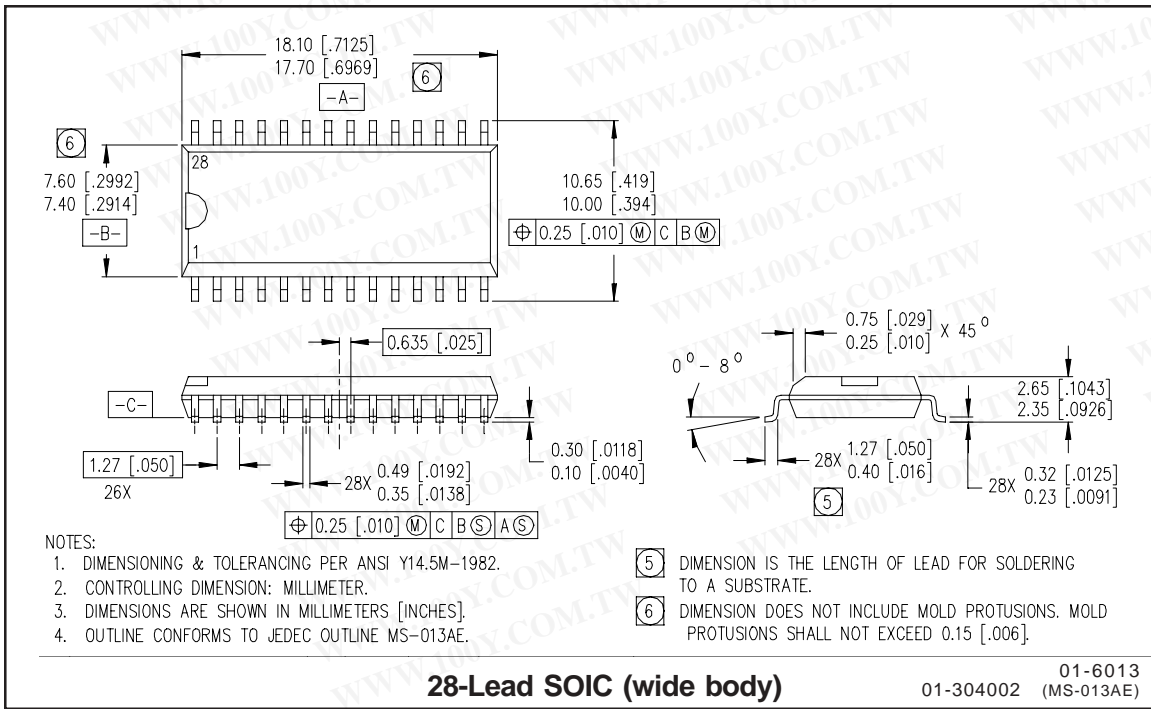 18.10 [.7125]
17.70 [.6969]
6
-A-
6
28
7.60 [.2992]
7.40 [.2914]
-B-
1
10.65 [.419]
10.00 [.394]
⌖ 0.25 [.010] Ⓜ C B Ⓜ
0.635 [.025]
-C-
1.27 [.050]
26X
28X 0.49 [.0192]
0.35 [.0138]
⌖ 0.25 [.010] Ⓜ C B Ⓢ A Ⓢ
0.30 [.0118]
0.10 [.0040]
0.75 [.029]
0.25 [.010] X 45°
0° - 8°
2.65 [.1043]
2.35 [.0926]
28X 1.27 [.050]
0.40 [.016]
5
28X 0.32 [.0125]
0.23 [.0091]
NOTES:
1. DIMENSIONING & TOLERANCING PER ANSI Y14.5M-1982.
2. CONTROLLING DIMENSION: MILLIMETER.
3. DIMENSIONS ARE SHOWN IN MILLIMETERS [INCHES].
4. OUTLINE CONFORMS TO JEDEC OUTLINE MS-013AE.
5 DIMENSION IS THE LENGTH OF LEAD FOR SOLDERING
TO A SUBSTRATE.
6 DIMENSION DOES NOT INCLUDE MOLD PROTUSIONS. MOLD
PROTUSIONS SHALL NOT EXCEED 0.15 [.006].
28-Lead SOIC (wide body)
01-6013
01-304002 (MS-013AE)
WWW.100Y.COM.TW